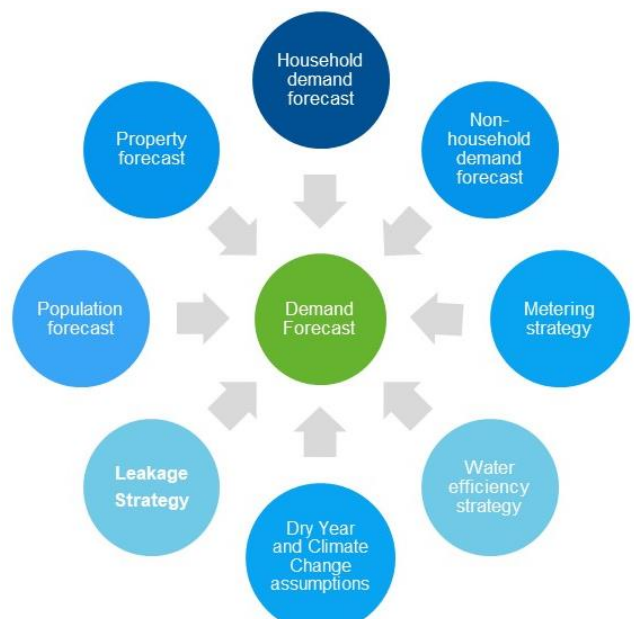 Household
demand
forecast
Non-
household
demand
forecast
Metering
strategy
Water
efficiency
strategy
Dry Year
and Climate
Change
assumptions
Leakage
Strategy
Population
forecast
Property
forecast
Demand
Forecast